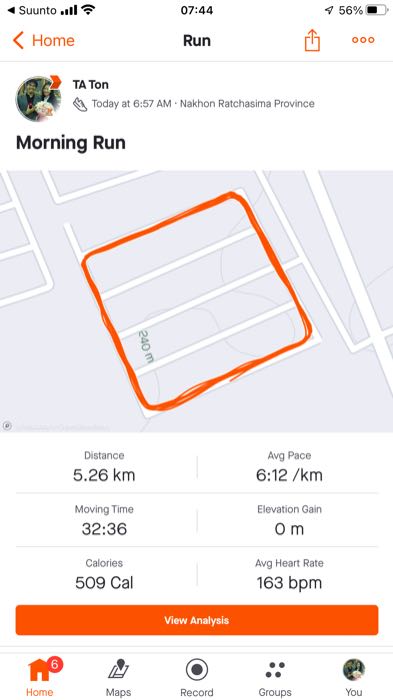 Suunto
07:44
56%
Home
Run
TA Ton
Today at 6:57 AM · Nakhon Ratchasima Province
Morning Run
240 m
Distance
Avg Pace
5.26 km
6:12 /km
Moving Time
Elevation Gain
32:36
0 m
Calories
Avg Heart Rate
509 Cal
163 bpm
View Analysis
6
Home
Maps
Record
Groups
You